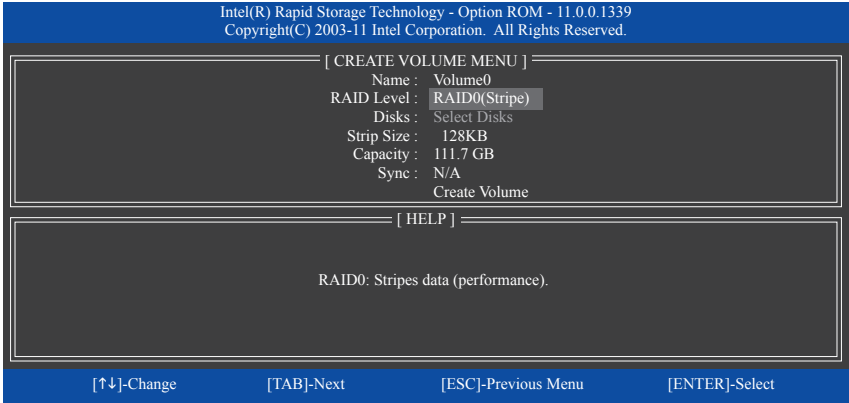 Intel(R) Rapid Storage Technology - Option ROM - 11.0.0.1339
Copyright(C) 2003-11 Intel Corporation. All Rights Reserved.
[ CREATE VOLUME MENU ]
Name : Volume0
RAID Level : RAID0(Stripe)
Disks : Select Disks
Strip Size : 128KB
Capacity : 111.7 GB
Sync : N/A
Create Volume
[ HELP ]
RAID0: Stripes data (performance).
[↑↓]-Change [TAB]-Next [ESC]-Previous Menu [ENTER]-Select